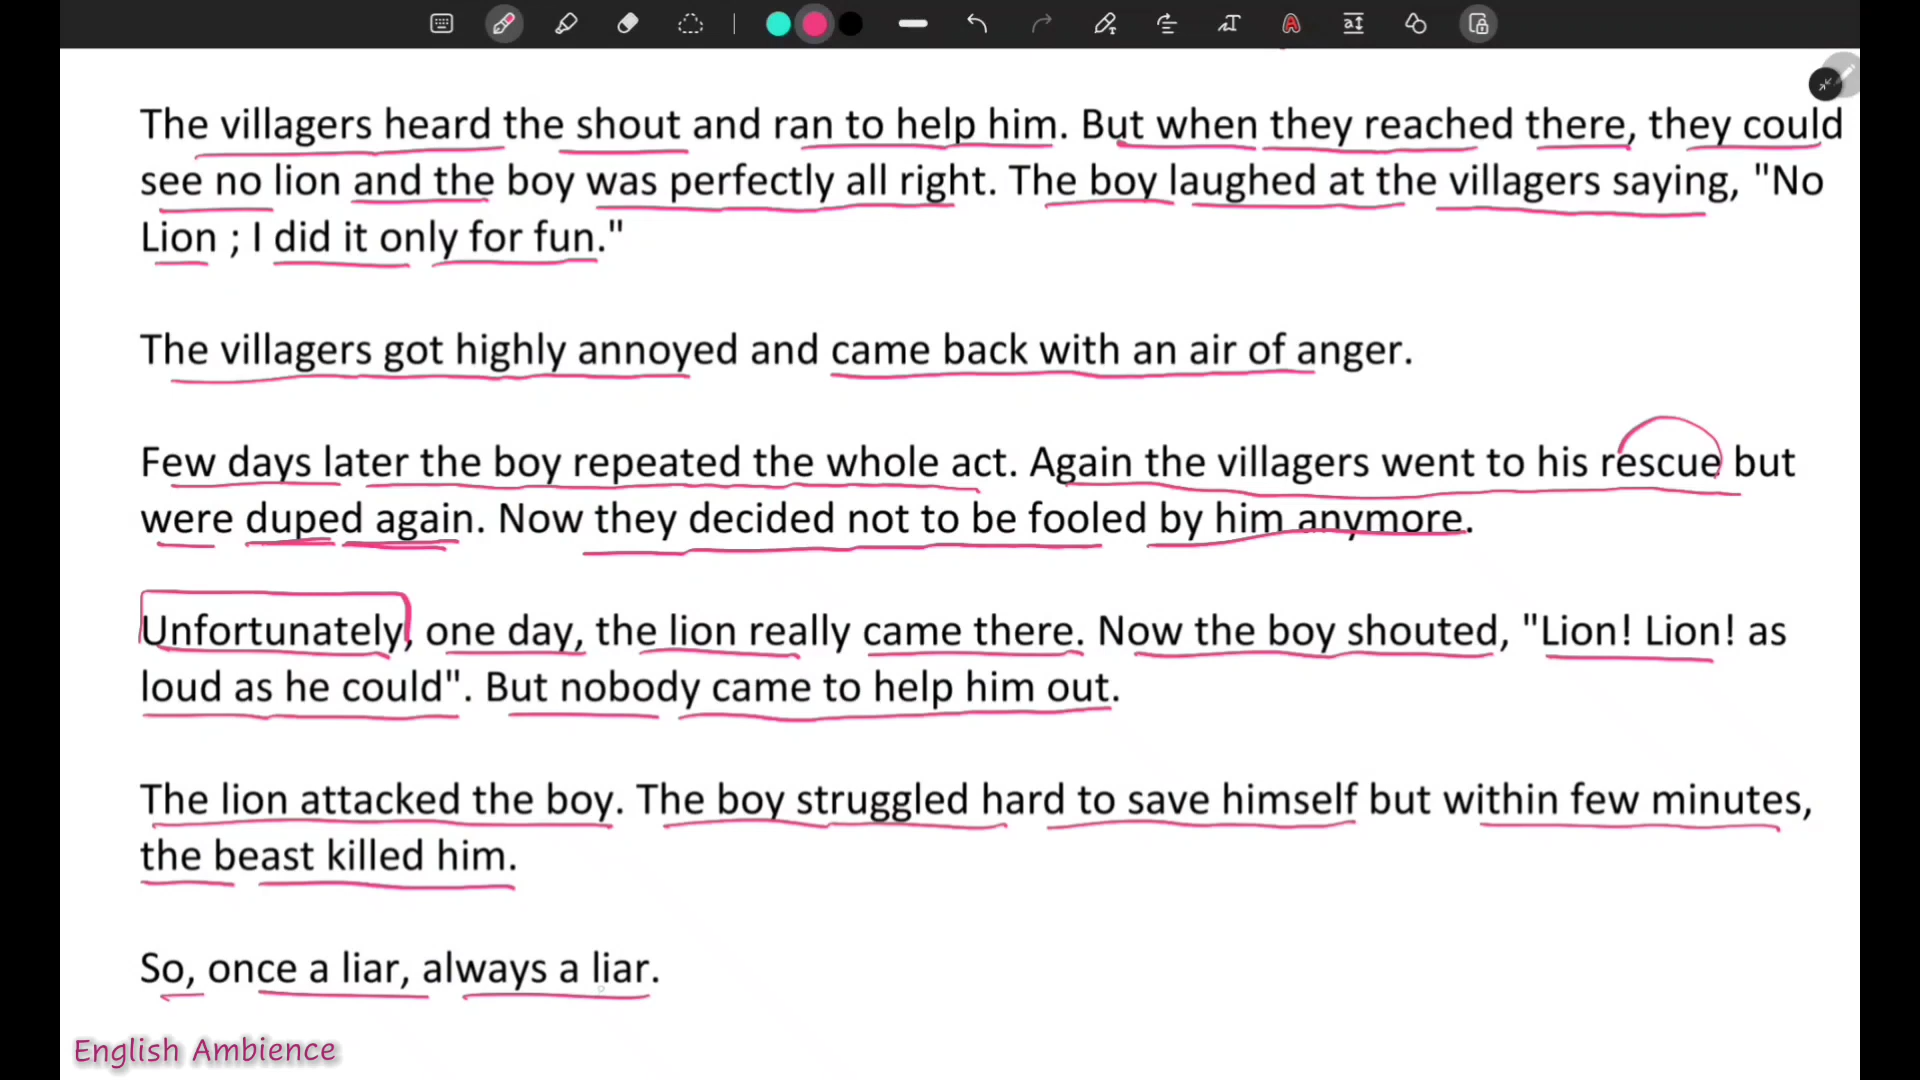 The villagers heard the shout and ran to help him. But when they reached there, they could
see no lion and the boy was perfectly all right. The boy laughed at the villagers saying, "No
Lion ; I did it only for fun."
The villagers got highly annoyed and came back with an air of anger.
Few days later the boy repeated the whole act. Again the villagers went to his rescue but
were duped again. Now they decided not to be fooled by him anymore.
Unfortunately, one day, the lion really came there. Now the boy shouted, "Lion! Lion! as
loud as he could". But nobody came to help him out.
The lion attacked the boy. The boy struggled hard to save himself but within few minutes,
the beast killed him.
So, once a liar, always a liar.
English Ambience